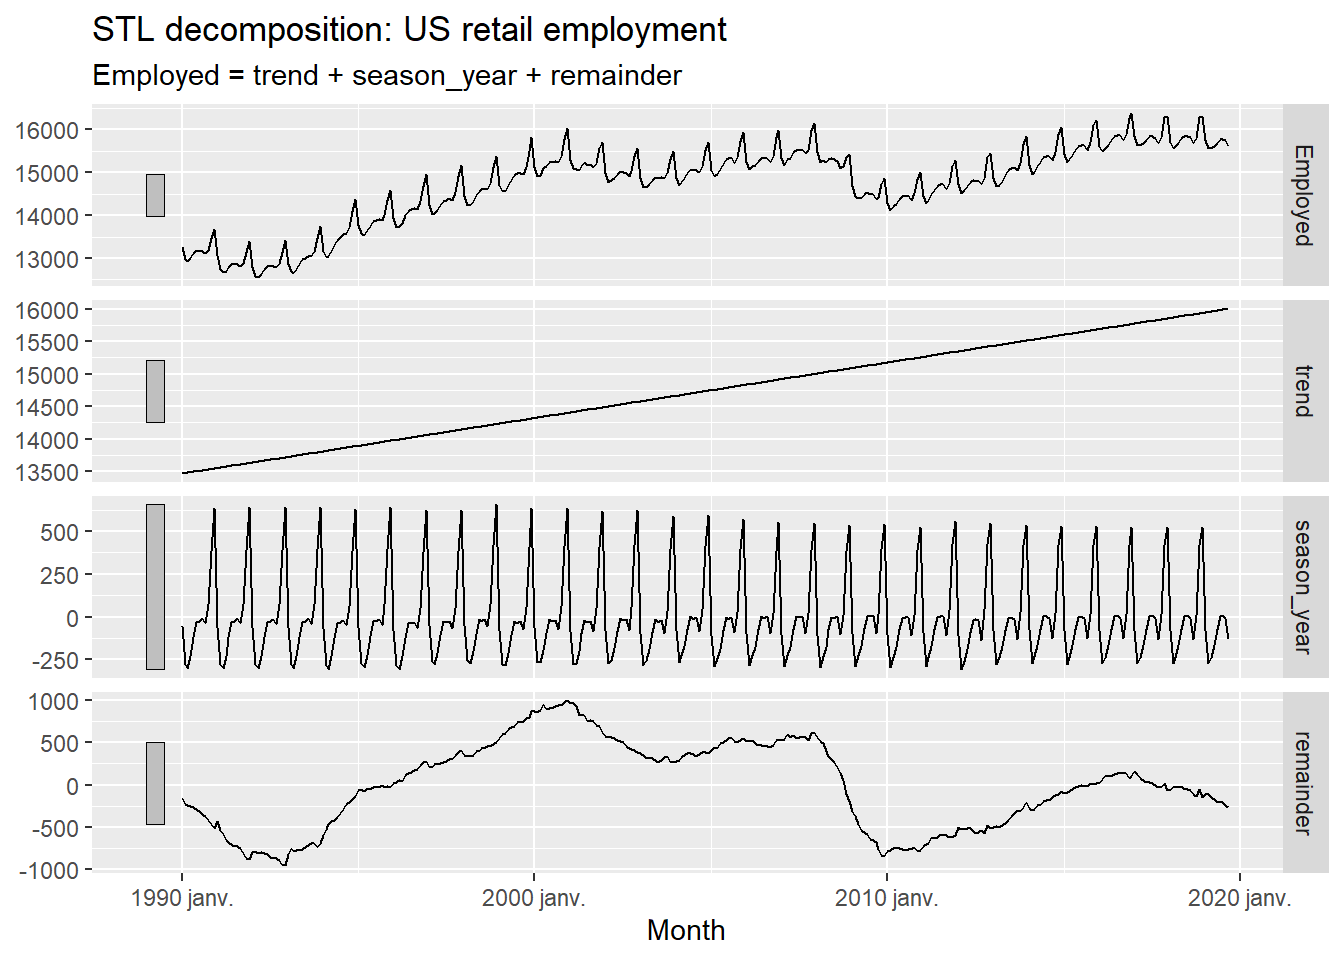 STL decomposition: US retail employment
Employed = trend + season_year + remainder
16000
15000
14000
13000
Employed
16000
15500
15000
14500
14000
13500
trend
500
250
0
-250
season_year
1000
500
0
-500
-1000
remainder
1990 janv.
2000 janv.
2010 janv.
2020 janv.
Month